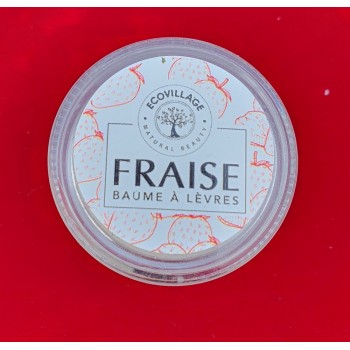 ECOVILLAGE
NATURAL BEAUTY
FRAISE
BAUME À LÈVRES